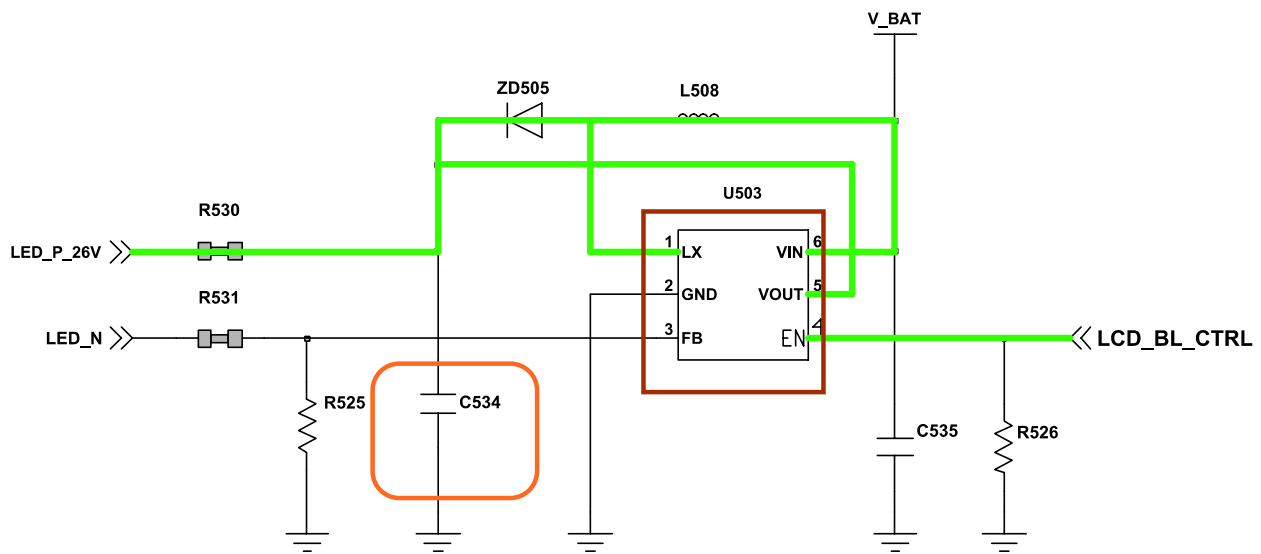 V_BAT
ZD505
L508
U503
R530
LED_P_26V
1 LX
VIN 6
R531
2 GND
VOUT 5
LED_N
3 FB
EN 4
LCD_BL_CTRL
R525
C534
C535
R526